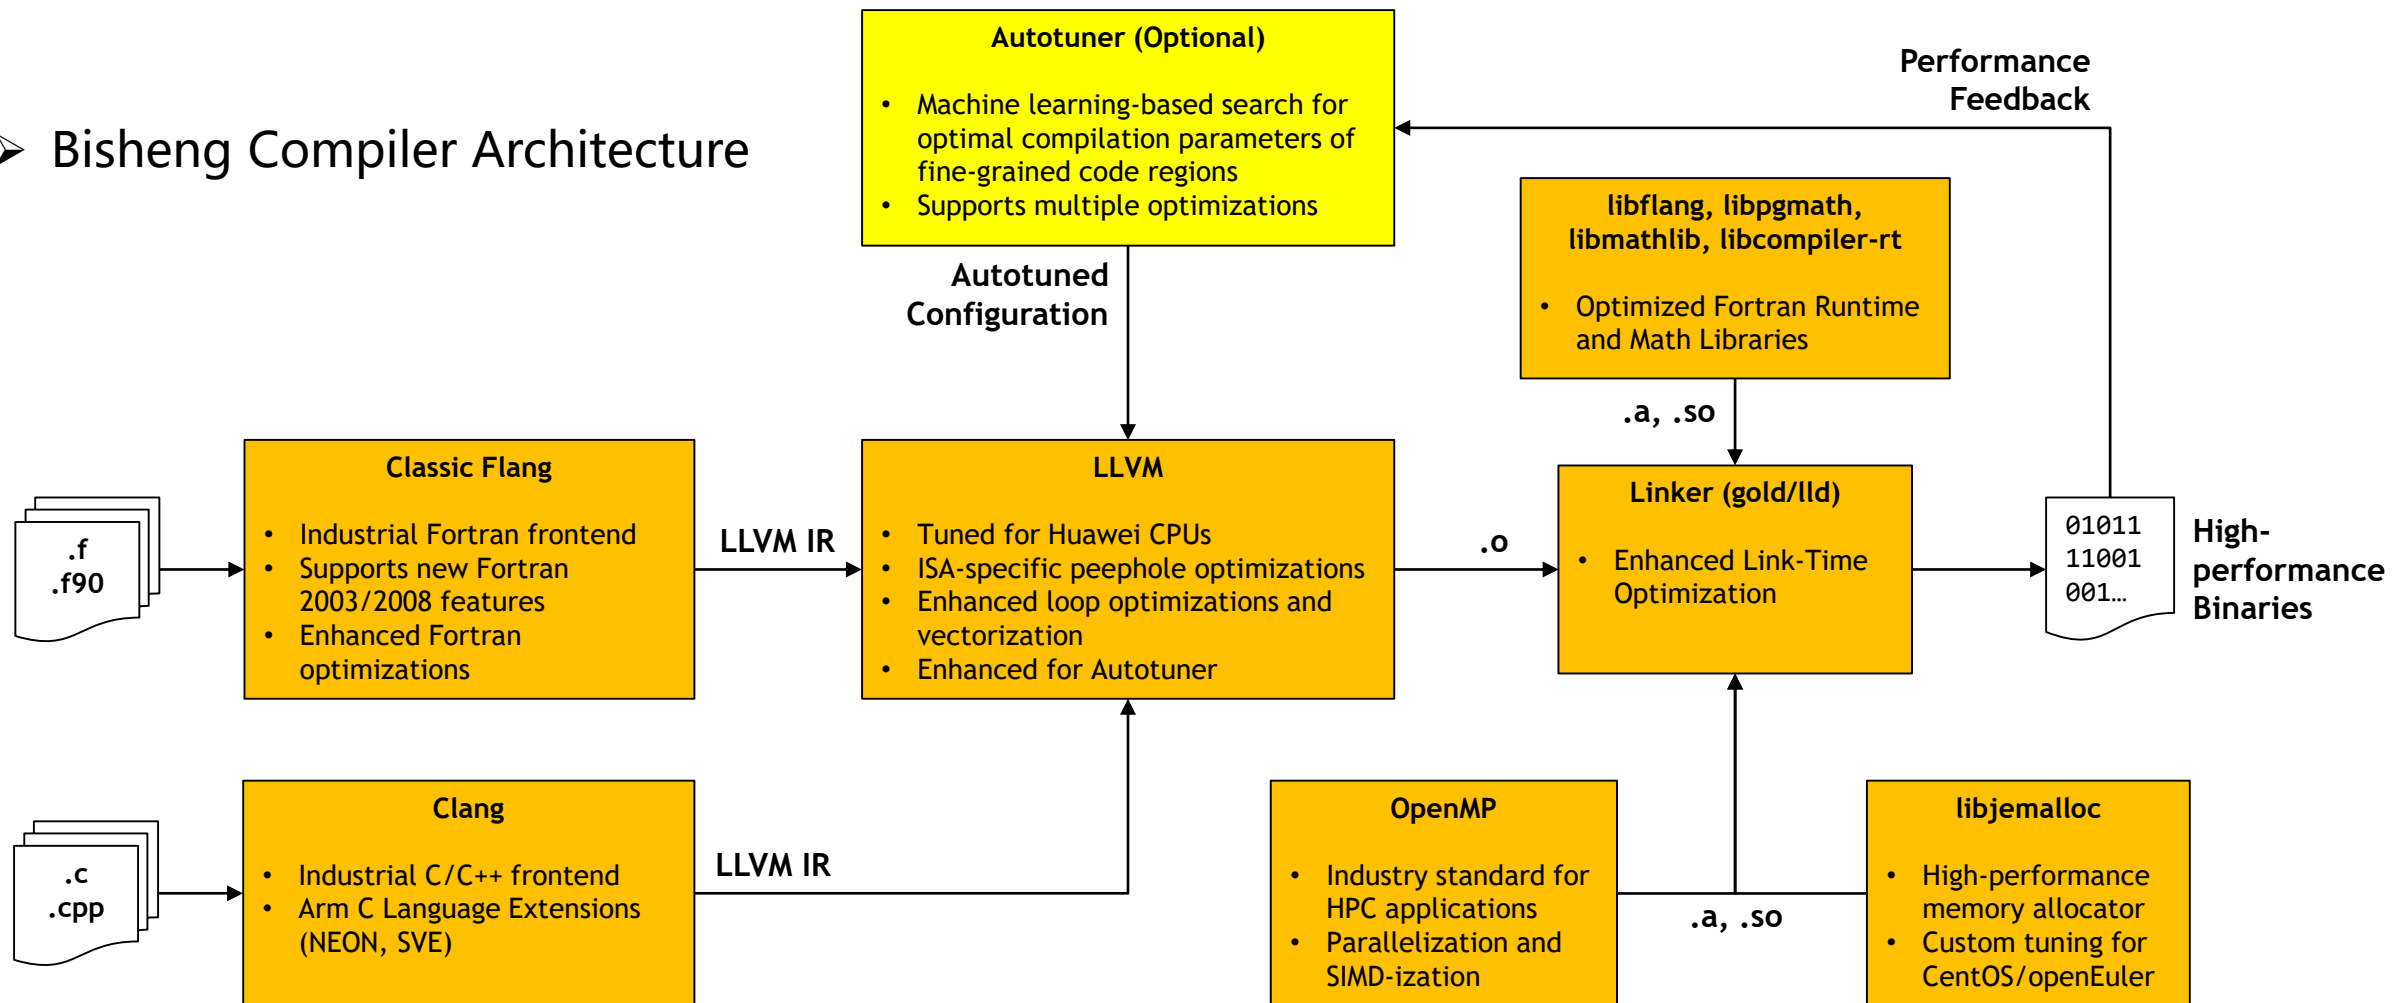 Bisheng Compiler Architecture
Autotuner (Optional)
• Machine learning-based search for
optimal compilation parameters of
fine-grained code regions
• Supports multiple optimizations
Performance
Feedback
libflang, libpgmath,
libmathlib, libcompiler-rt
• Optimized Fortran Runtime
and Math Libraries
Autotuned
Configuration
.a, .so
.f
.f90
Classic Flang
• Industrial Fortran frontend
• Supports new Fortran
2003/2008 features
• Enhanced Fortran
optimizations
LLVM IR
LLVM
• Tuned for Huawei CPUs
• ISA-specific peephole optimizations
• Enhanced loop optimizations and
vectorization
• Enhanced for Autotuner
.o
Linker (gold/lld)
• Enhanced Link-Time
Optimization
01011
11001
001…
High-
performance
Binaries
.c
.cpp
Clang
• Industrial C/C++ frontend
• Arm C Language Extensions
(NEON, SVE)
LLVM IR
OpenMP
• Industry standard for
HPC applications
• Parallelization and
SIMD-ization
.a, .so
libjemalloc
• High-performance
memory allocator
• Custom tuning for
CentOS/openEuler